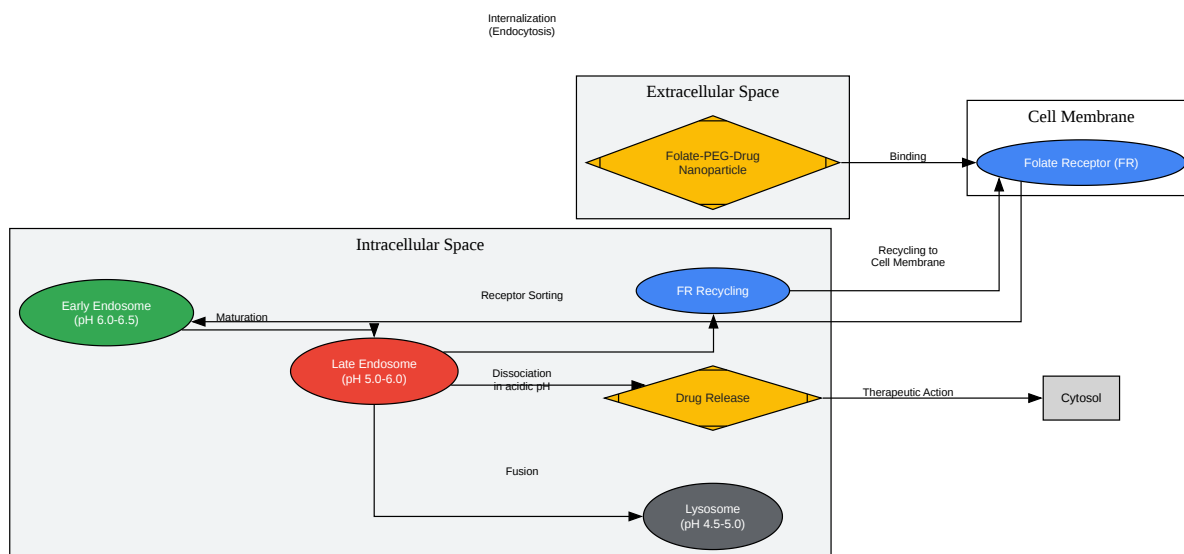 Internalization
(Endocytosis)
Extracellular Space
Folate-PEG-Drug
Nanoparticle
Binding
Cell Membrane
Folate Receptor (FR)
Recycling to
Cell Membrane
Intracellular Space
Early Endosome
(pH 6.0-6.5)
Maturation
Receptor Sorting
FR Recycling
Late Endosome
(pH 5.0-6.0)
Dissociation
in acidic pH
Drug Release
Therapeutic Action
Cytosol
Fusion
Lysosome
(pH 4.5-5.0)